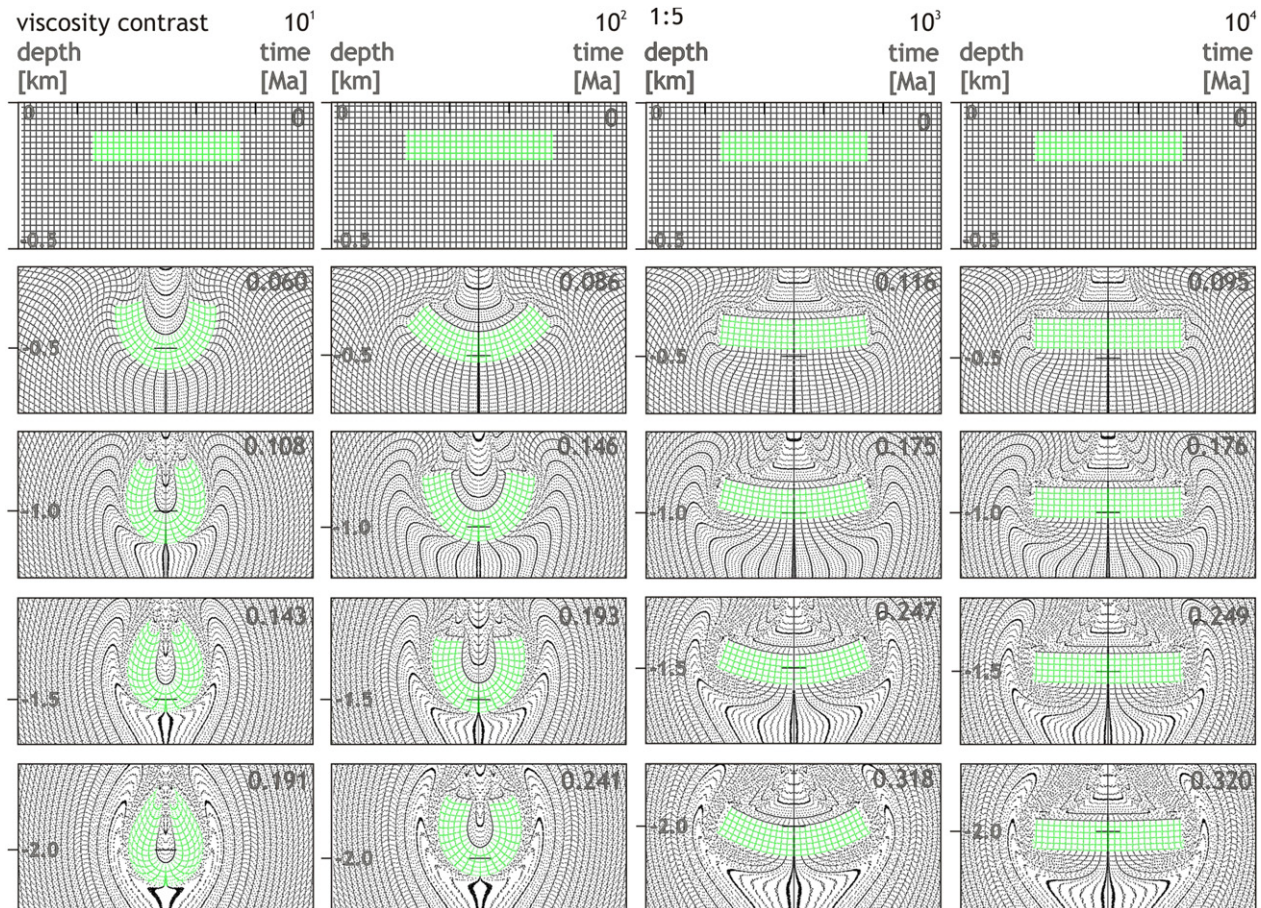 viscosity contrast 10¹ 10² 1:5 10³ 10⁴
depth time depth time depth time depth time
[km] [Ma] [km] [Ma] [km] [Ma] [km] [Ma]
0 0 0 0 0 0 0 0
-0.5 -0.5 -0.5 -0.5
0.060 0.086 0.116 0.095
-0.5 -0.5 -0.5 -0.5
0.108 0.146 0.175 0.176
-1.0 -1.0 -1.0 -1.0
0.143 0.193 0.247 0.249
-1.5 -1.5 -1.5 -1.5
0.191 0.241 0.318 0.320
-2.0 -2.0 -2.0 -2.0